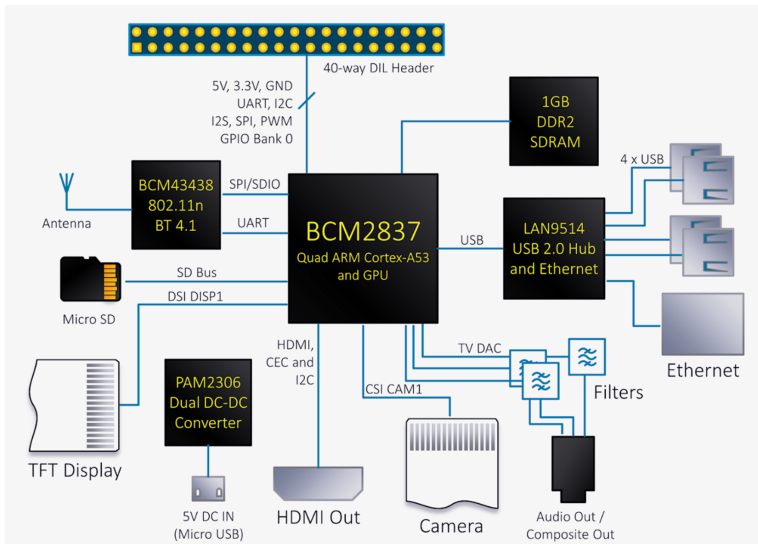 40-way DIL Header
5V, 3.3V, GND
UART, I2C
I2S, SPI, PWM
GPIO Bank 0
1GB
DDR2
SDRAM
4 x USB
BCM43438
802.11n
BT 4.1
SPI/SDIO
UART
Antenna
BCM2837
Quad ARM Cortex-A53
and GPU
USB
LAN9514
USB 2.0 Hub
and Ethernet
SD Bus
Micro SD
DSI DISP1
HDMI,
CEC and
I2C
TV DAC
CSI CAM1
Ethernet
Filters
PAM2306
Dual DC-DC
Converter
TFT Display
5V DC IN
(Micro USB)
HDMI Out
Camera
Audio Out /
Composite Out